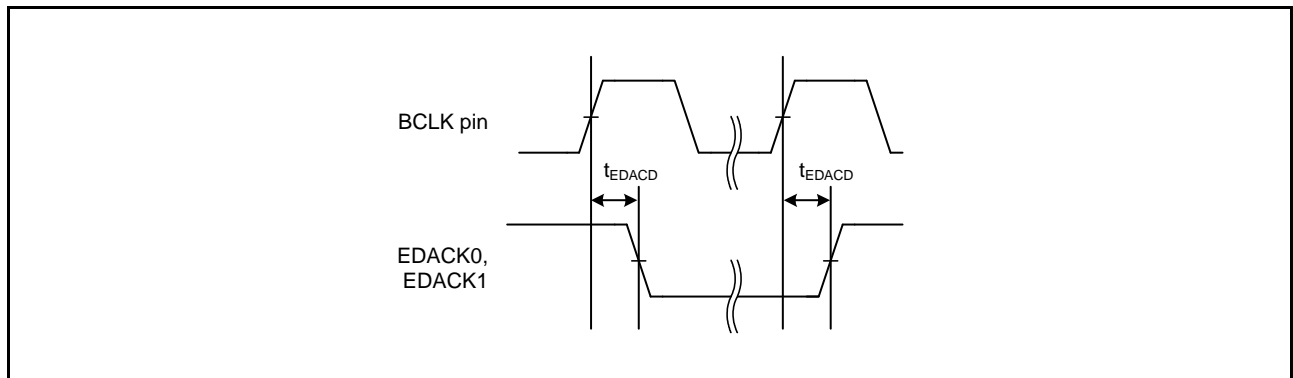 BCLK pin
tEDACD
tEDACD
EDACK0,
EDACK1